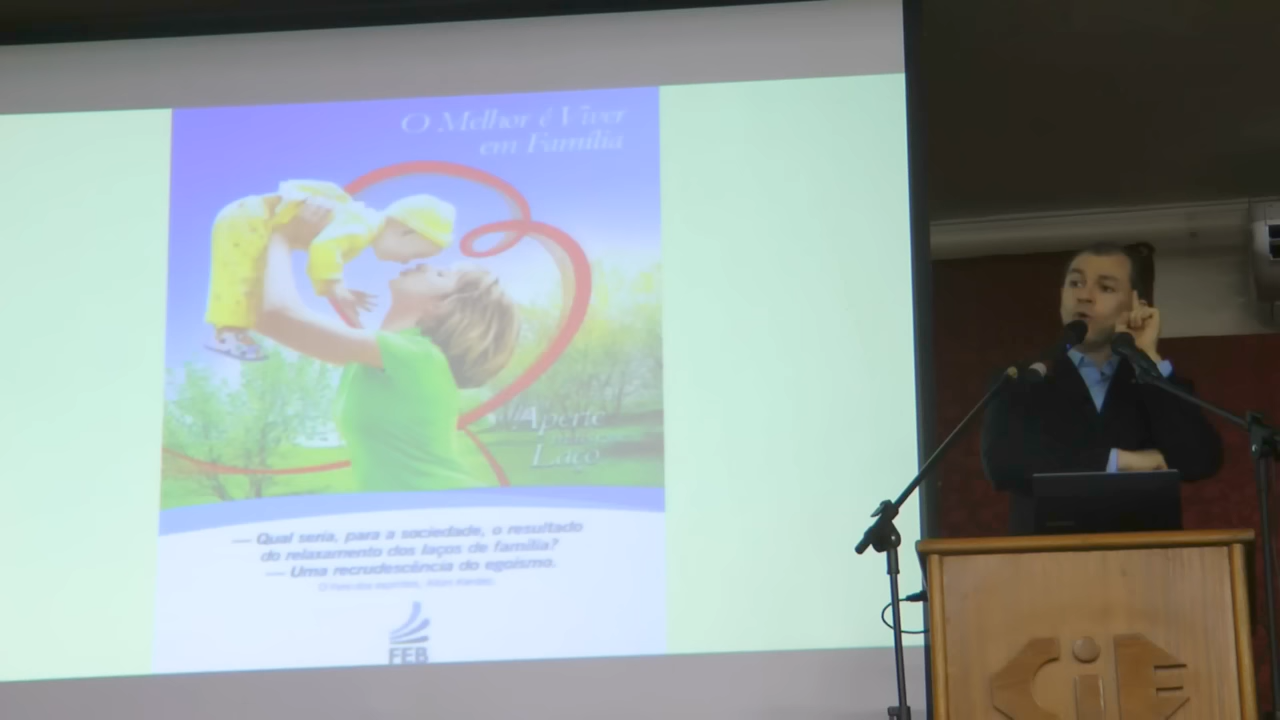 O Melhor é Viver
em Família
Aperte
Laço
— Qual seria, para a sociedade, o resultado
do relaxamento dos laços de família?
— Uma recrudescência do egoísmo.
FEB
CIE